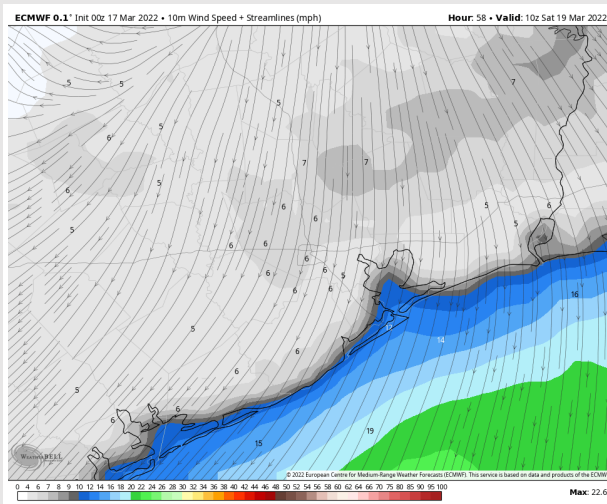 ECMWF 0.1° Init 00z 17 Mar 2022 • 10m Wind Speed + Streamlines (mph)
Hour: 58 • Valid: 10z Sat 19 Mar 2022
5 5 7
5
6 5
7 7
5
6 6 5 6
5 6 5
6 6
6 6 5
6 6 6 16
17
5 14
6
6
5
6 6
19
15
WeatherBELL
© 2022 European Centre for Medium-Range Weather Forecasts (ECMWF). This service is based on data and products of the ECMWF
0 4 6 7 8 10 12 14 16 18 20 22 24 26 28 30 32 34 36 38 40 42 44 46 48 50 52 54 56 58 60 62 64 66 70 75 80 85 90 95 100
Max: 22.6